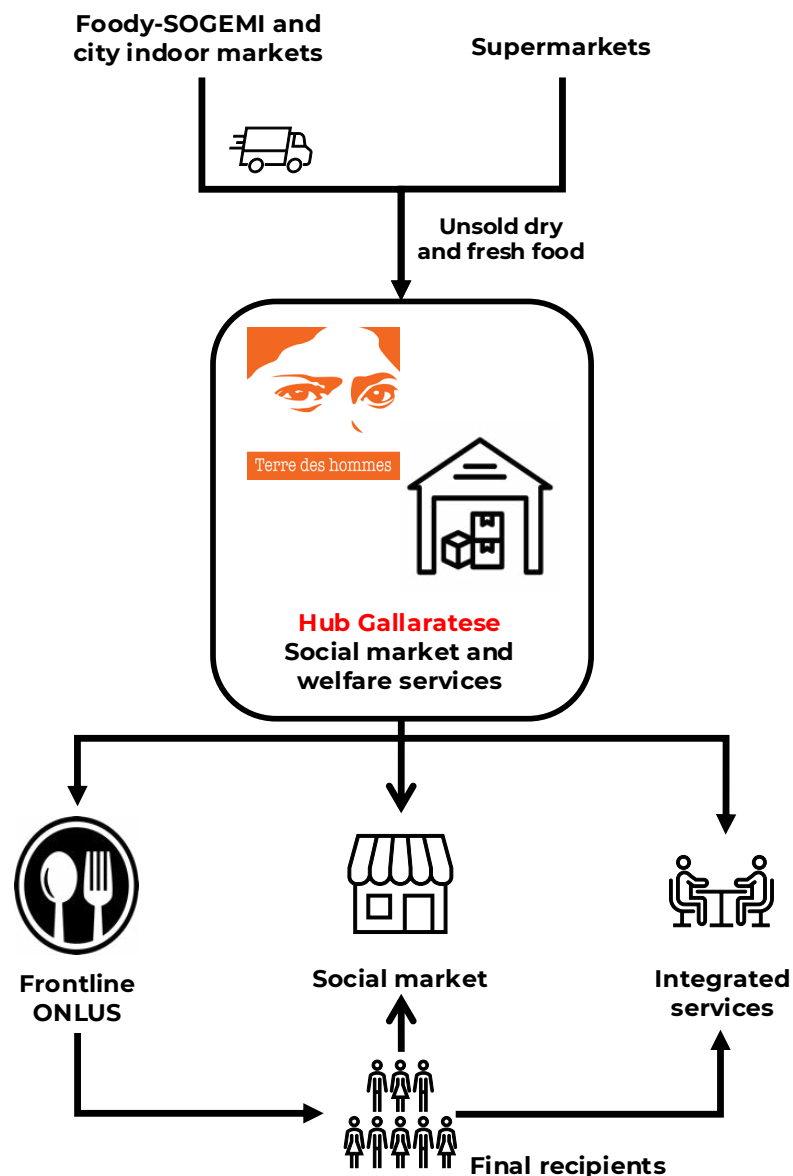 Foody-SOGEMI and
city indoor markets
Supermarkets
Unsold dry
and fresh food
Terre des hommes
Hub Gallaratese
Social market and
welfare services
Frontline
ONLUS
Social market
Integrated
services
Final recipients